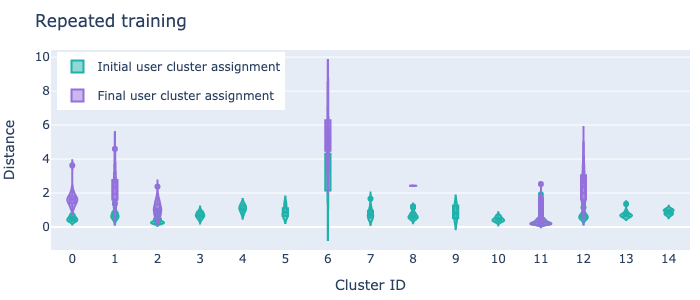 Repeated training
Initial user cluster assignment
Final user cluster assignment
Distance
10
8
6
4
2
0
0 1 2 3 4 5 6 7 8 9 10 11 12 13 14
Cluster ID